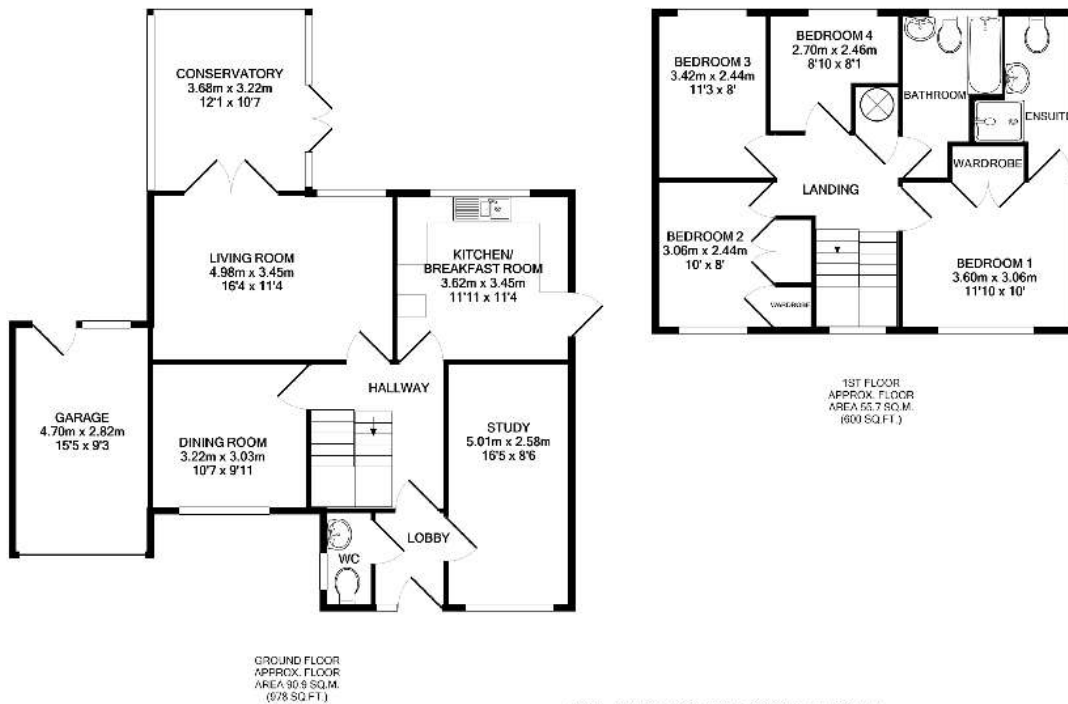 CONSERVATORY
3.68m x 3.22m
12'1 x 10'7
LIVING ROOM
4.98m x 3.45m
16'4 x 11'4
KITCHEN/
BREAKFAST ROOM
3.62m x 3.45m
11'11 x 11'4
GARAGE
4.70m x 2.82m
15'5 x 9'3
DINING ROOM
3.22m x 3.03m
10'7 x 9'11
HALLWAY
STUDY
5.01m x 2.58m
16'5 x 8'6
LOBBY
WC
GROUND FLOOR
APPROX. FLOOR
AREA 90.9 SQ.M.
(978 SQ.FT.)
BEDROOM 3
3.42m x 2.44m
11'3 x 8'
BEDROOM 4
2.70m x 2.46m
8'10 x 8'1
BATHROOM
ENSUITE
WARDROBE
LANDING
BEDROOM 2
3.06m x 2.44m
10' x 8'
WARDROBE
BEDROOM 1
3.60m x 3.06m
11'10 x 10'
1ST FLOOR
APPROX. FLOOR
AREA 55.7 SQ.M.
(600 SQ.FT.)